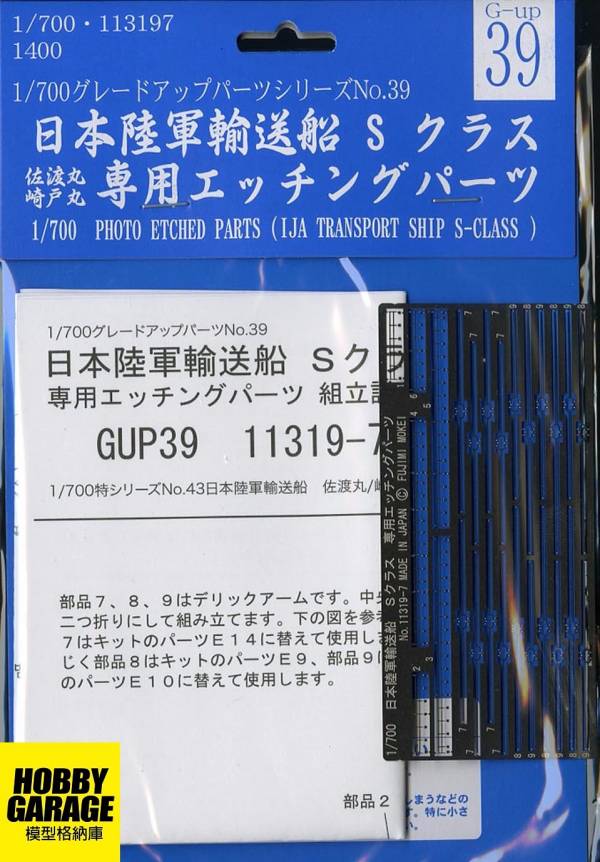 1/700・113197
1400
G-up
39
1/700グレードアップパーツシリーズNo.39
日本陸軍輸送船 S クラス
佐渡丸
崎戸丸 専用エッチングパーツ
1/700 PHOTO ETCHED PARTS (IJA TRANSPORT SHIP S-CLASS )
1/700グレードアップパーツNo.39
日本陸軍輸送船 Sクラ
専用エッチングパーツ 組立
GUP39 11319-7
1/700特シリーズNo.43日本陸軍輸送船 佐渡丸/
部品7、8、9はデリックアームです。中
二つ折りにして組み立てます。下の図を参
7はキットのパーツE14に替えて使用し
じく部品8はキットのパーツE9、部品9
のパーツE10に替えて使用します。
部品2
しまうなどの
す。特に小さ
い。
1/700 日本陸軍輸送船 Sクラス 専用エッチングパーツ
No.11319-7 MADE IN JAPAN © FUJIMI MOKEI
HOBBY
GARAGE
模型格納庫